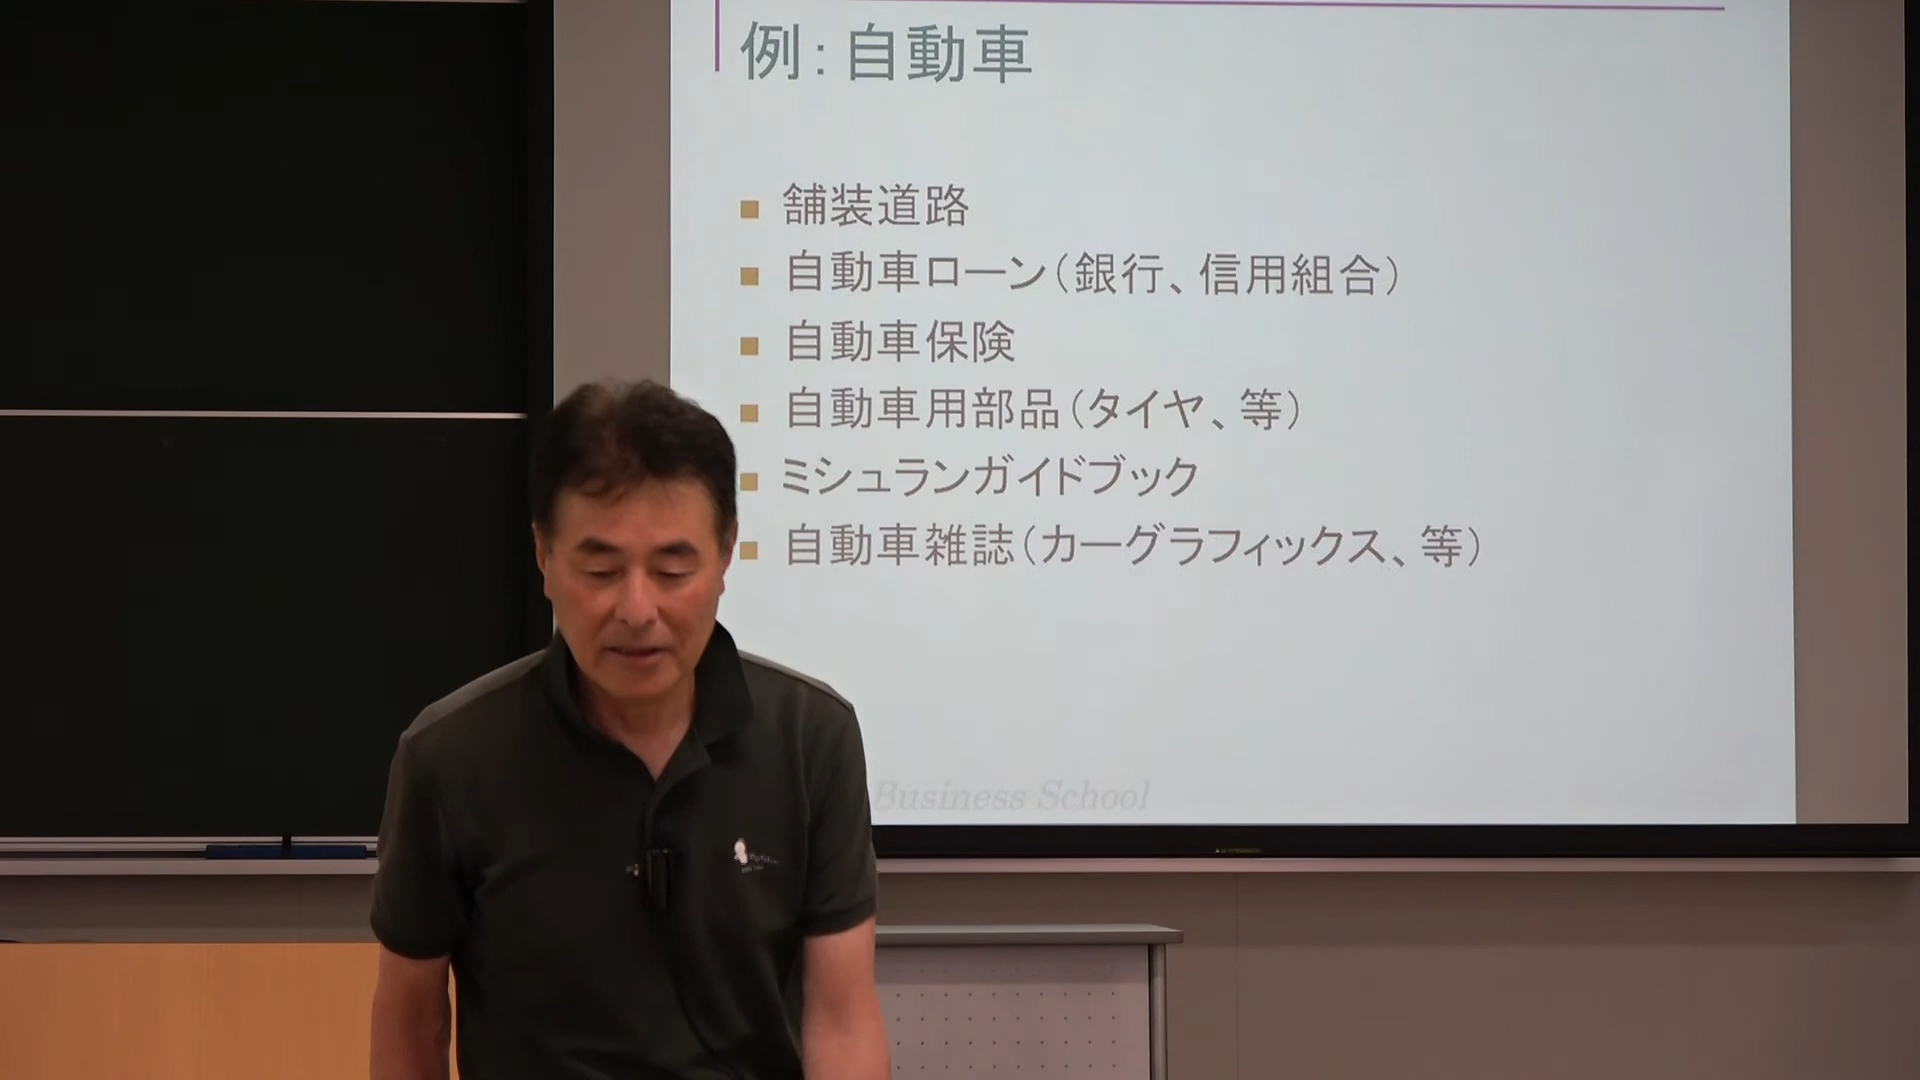 例：自動車
舗装道路
自動車ローン（銀行、信用組合）
自動車保険
自動車用部品（タイヤ、等）
ミシュランガイドブック
自動車雑誌（カーグラフィックス、等）
Business School